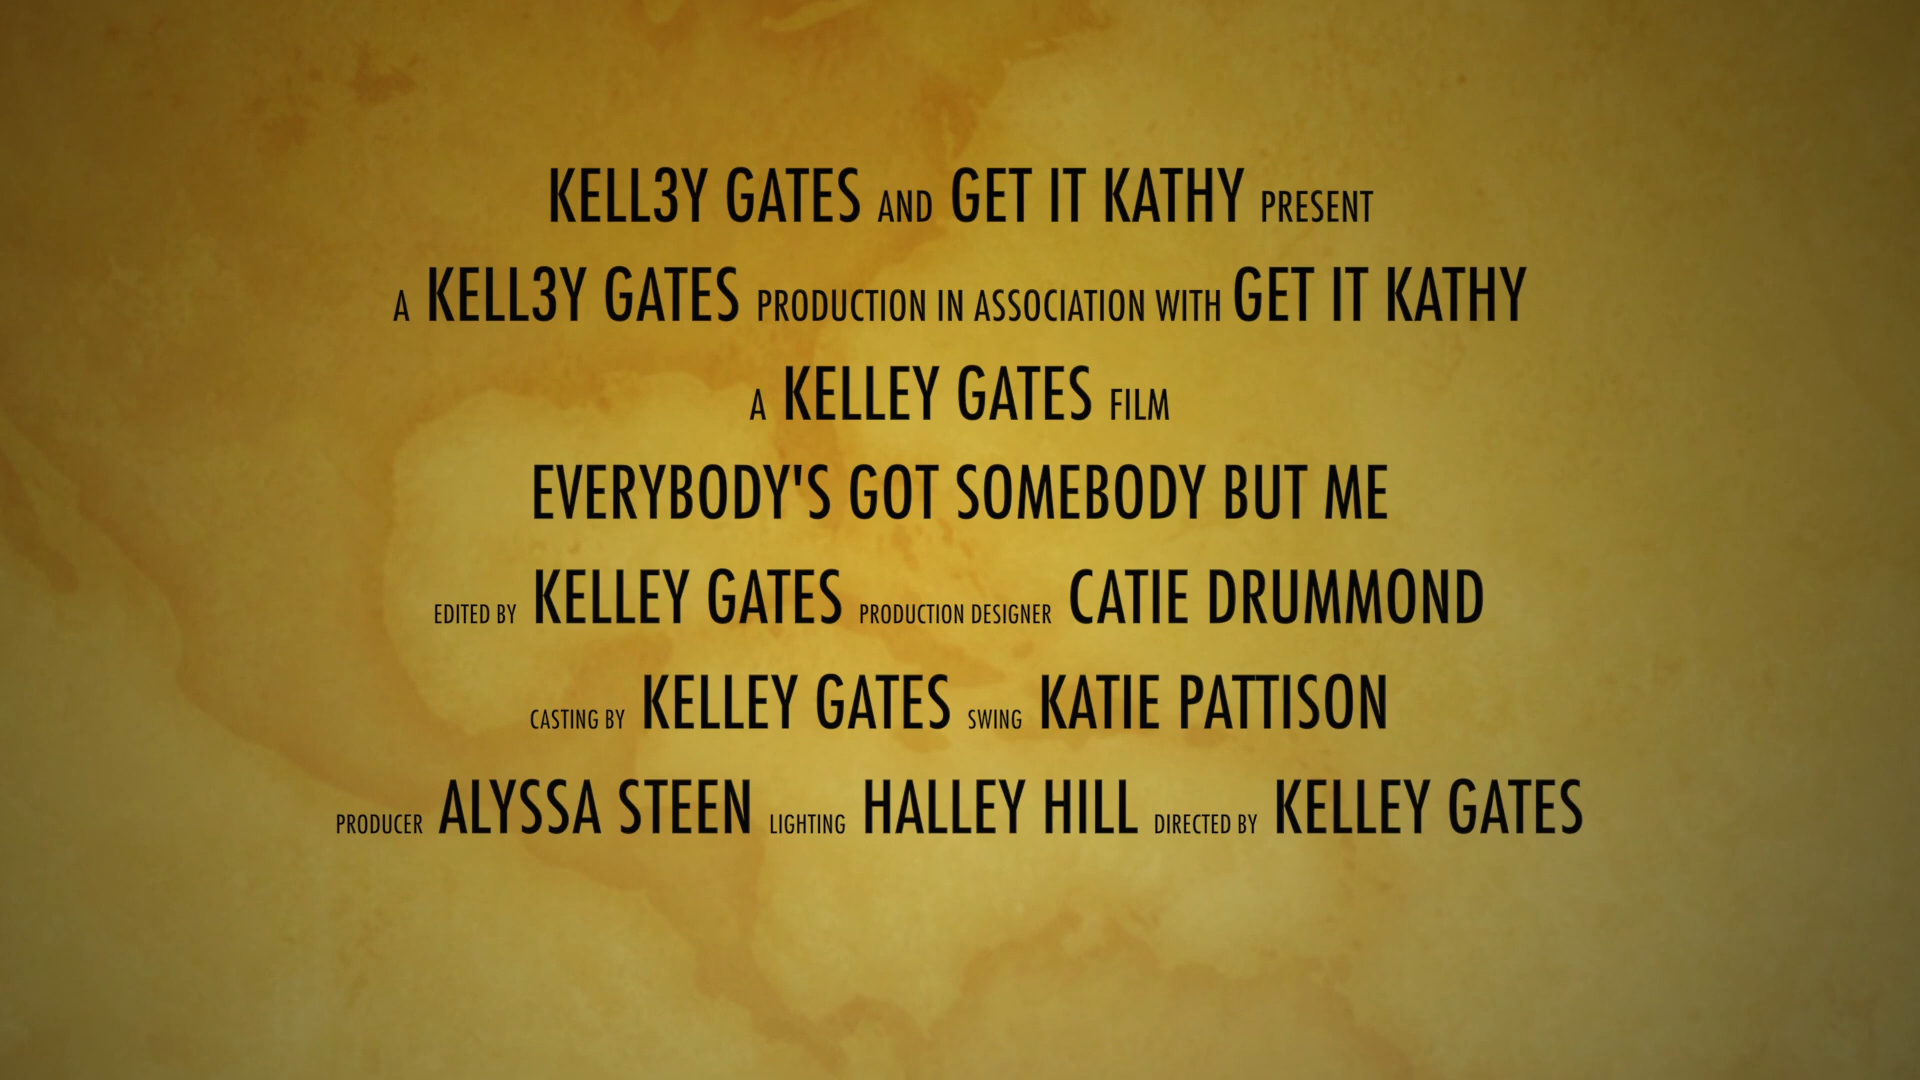 KELL3Y GATES AND GET IT KATHY PRESENT
A KELL3Y GATES PRODUCTION IN ASSOCIATION WITH GET IT KATHY
A KELLEY GATES FILM
EVERYBODY'S GOT SOMEBODY BUT ME
EDITED BY KELLEY GATES PRODUCTION DESIGNER CATIE DRUMMOND
CASTING BY KELLEY GATES SWING KATIE PATTISON
PRODUCER ALYSSA STEEN LIGHTING HALLEY HILL DIRECTED BY KELLEY GATES